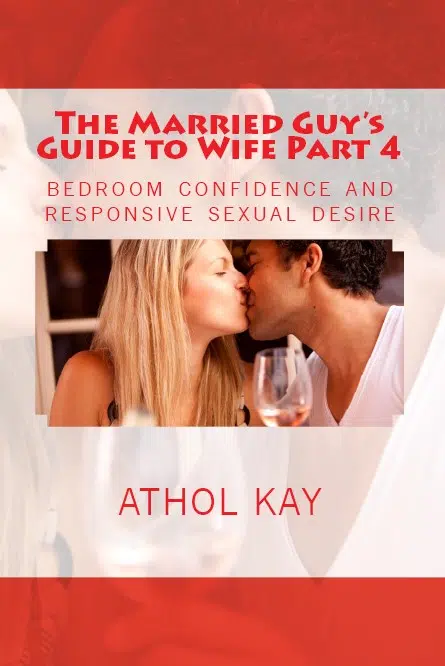 The Married Guy's
Guide to Wife Part 4
BEDROOM CONFIDENCE AND
RESPONSIVE SEXUAL DESIRE
ATHOL KAY